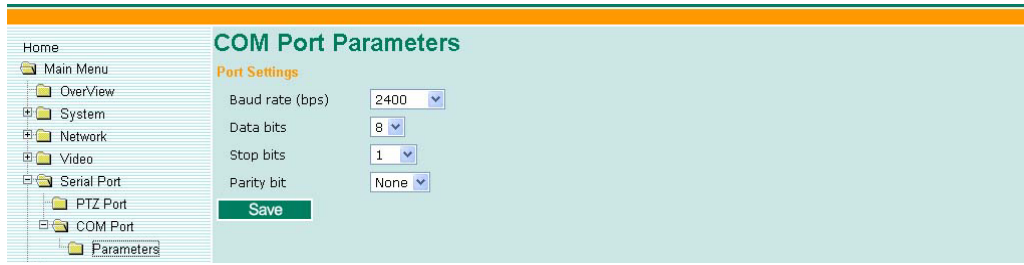 Home
Main Menu
OverView
System
Network
Video
Serial Port
PTZ Port
COM Port
Parameters
COM Port Parameters
Port Settings
Baud rate (bps) 2400
Data bits 8
Stop bits 1
Parity bit None
Save